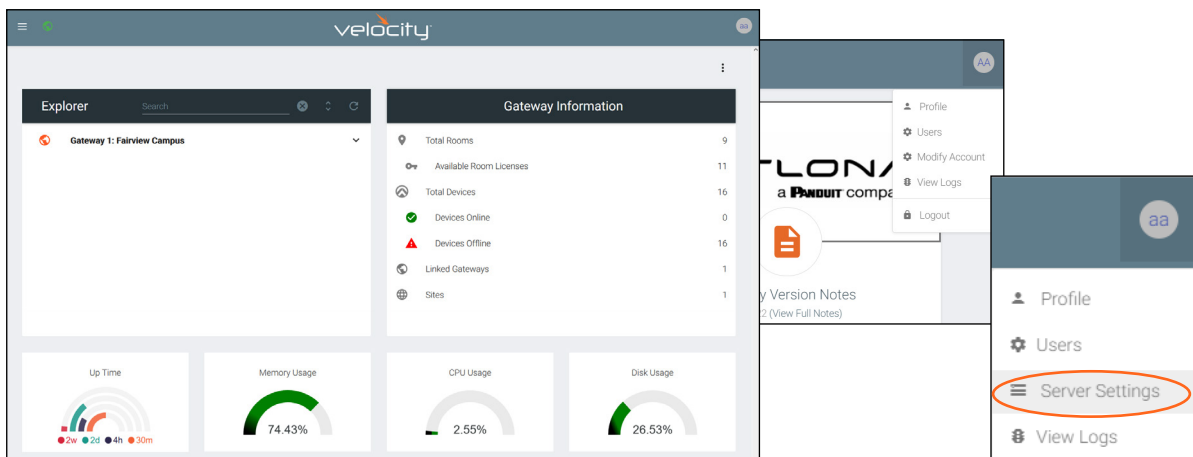 velocity
aa
Explorer
Search
Gateway 1: Fairview Campus
Gateway Information
Total Rooms 9
Available Room Licenses 11
Total Devices 16
Devices Online 0
Devices Offline 16
Linked Gateways 1
Sites 1
Up Time
2w 2d 4h 30m
Memory Usage
74.43%
CPU Usage
2.55%
Disk Usage
26.53%
AA
Profile
Users
Modify Account
View Logs
Logout
a PANDUIT
y Version Notes
(View Full Notes)
aa
Profile
Users
Server Settings
View Logs